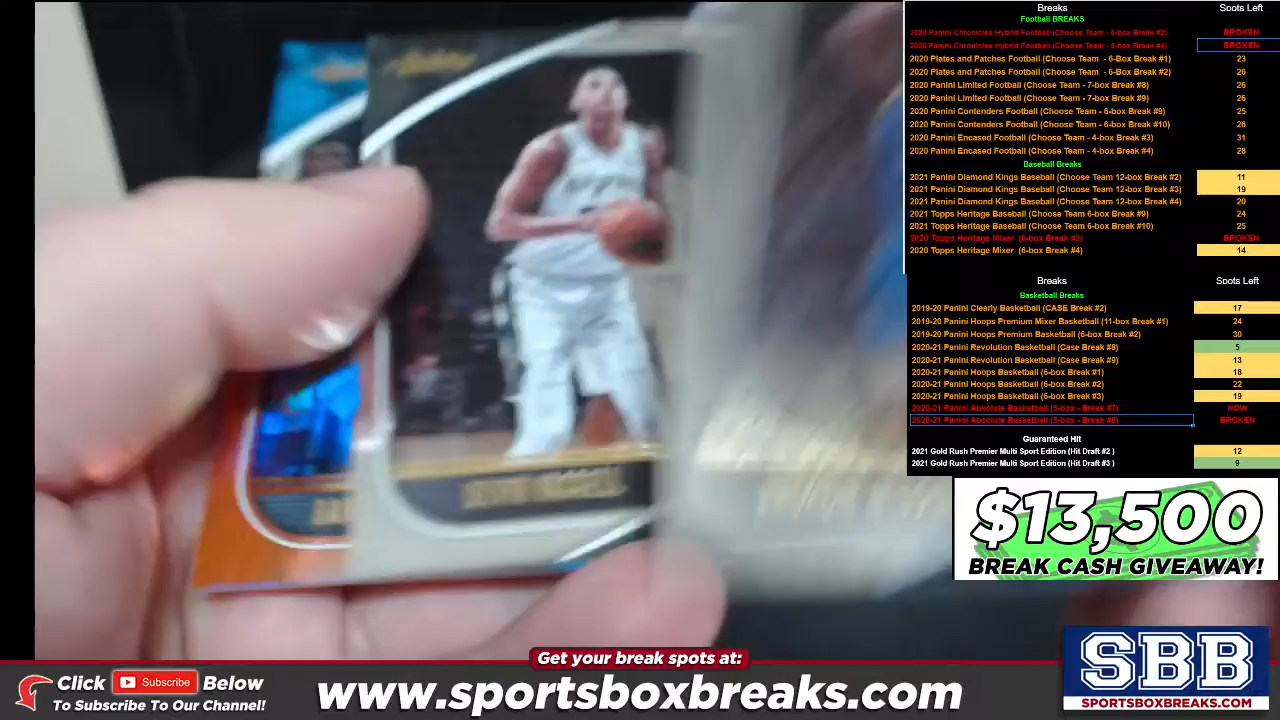 Breaks Spots Left
Football BREAKS
2020 Panini Chronicles Hybrid Football (Choose Team - 6-box Break #2) BROKEN
2020 Panini Chronicles Hybrid Football (Choose Team - BROKEN
2020 Plates and Patches Football (Choose Team - 6-Box Break #1) 23
2020 Plates and Patches Football (Choose Team - 6-Box Break #2) 26
2020 Panini Limited Football (Choose Team - 7-box Break #8) 26
2020 Panini Limited Football (Choose Team - 7-box Break #9) 26
2020 Panini Contenders Football (Choose Team - 6-box Break #9) 25
2020 Panini Contenders Football (Choose Team - 6-box Break #10) 26
2020 Panini Encased Football (Choose Team - 4-box Break #3) 31
2020 Panini Encased Football (Choose Team - 4-box Break #4) 28
Baseball Breaks
2021 Panini Diamond Kings Baseball (Choose Team 12-box Break #2) 11
2021 Panini Diamond Kings Baseball (Choose Team 12-box Break #3) 19
2021 Panini Diamond Kings Baseball (Choose Team 12-box Break #4) 20
2021 Topps Heritage Baseball (Choose Team 6-box Break #9) 24
2021 Topps Heritage Baseball (Choose Team 6-box Break #10) 25
2020 Topps Heritage Mixer (6-box Break #3) BROKEN
2020 Topps Heritage Mixer (6-box Break #4) 14
Breaks Spots Left
Basketball Breaks
2019-20 Panini Clearly Basketball (CASE Break #2) 17
2019-20 Panini Hoops Premium Mixer Basketball (11-box Break #1) 24
2019-20 Panini Hoops Premium Basketball (6-box Break #2) 30
2020-21 Panini Revolution Basketball (Case Break #8) 5
2020-21 Panini Revolution Basketball (Case Break #9) 13
2020-21 Panini Hoops Basketball (6-box Break #1) 18
2020-21 Panini Hoops Basketball (6-box Break #2) 22
2020-21 Panini Hoops Basketball (6-box Break #3) 19
2020-21 Panini Absolute Basketball (5-box - Break #7) NOW
2020-21 Panini Absolute Basketball (5-box - Break BROKEN
Guaranteed Hit
2021 Gold Rush Premier Multi Sport Edition (Hit Draft #2 ) 12
2021 Gold Rush Premier Multi Sport Edition (Hit Draft #3 ) 9
$13,500
BREAK CASH GIVEAWAY!
Get your break spots at:
Click Subscribe Below
To Subscribe To Our Channel!
www.sportsboxbreaks.com
SBB
SPORTSBOXBREAKS.COM